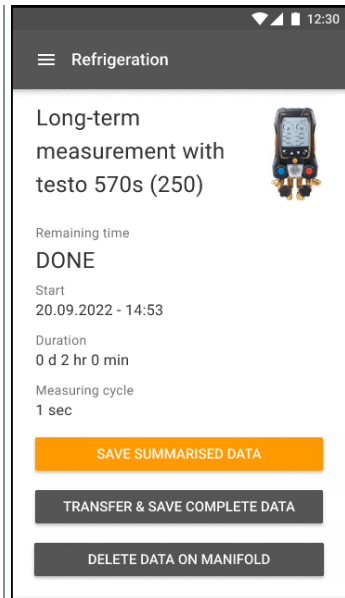 12:30
Refrigeration
Long-term
measurement with
testo 570s (250)
Remaining time
DONE
Start
20.09.2022 - 14:53
Duration
0 d 2 hr 0 min
Measuring cycle
1 sec
SAVE SUMMARISED DATA
TRANSFER & SAVE COMPLETE DATA
DELETE DATA ON MANIFOLD